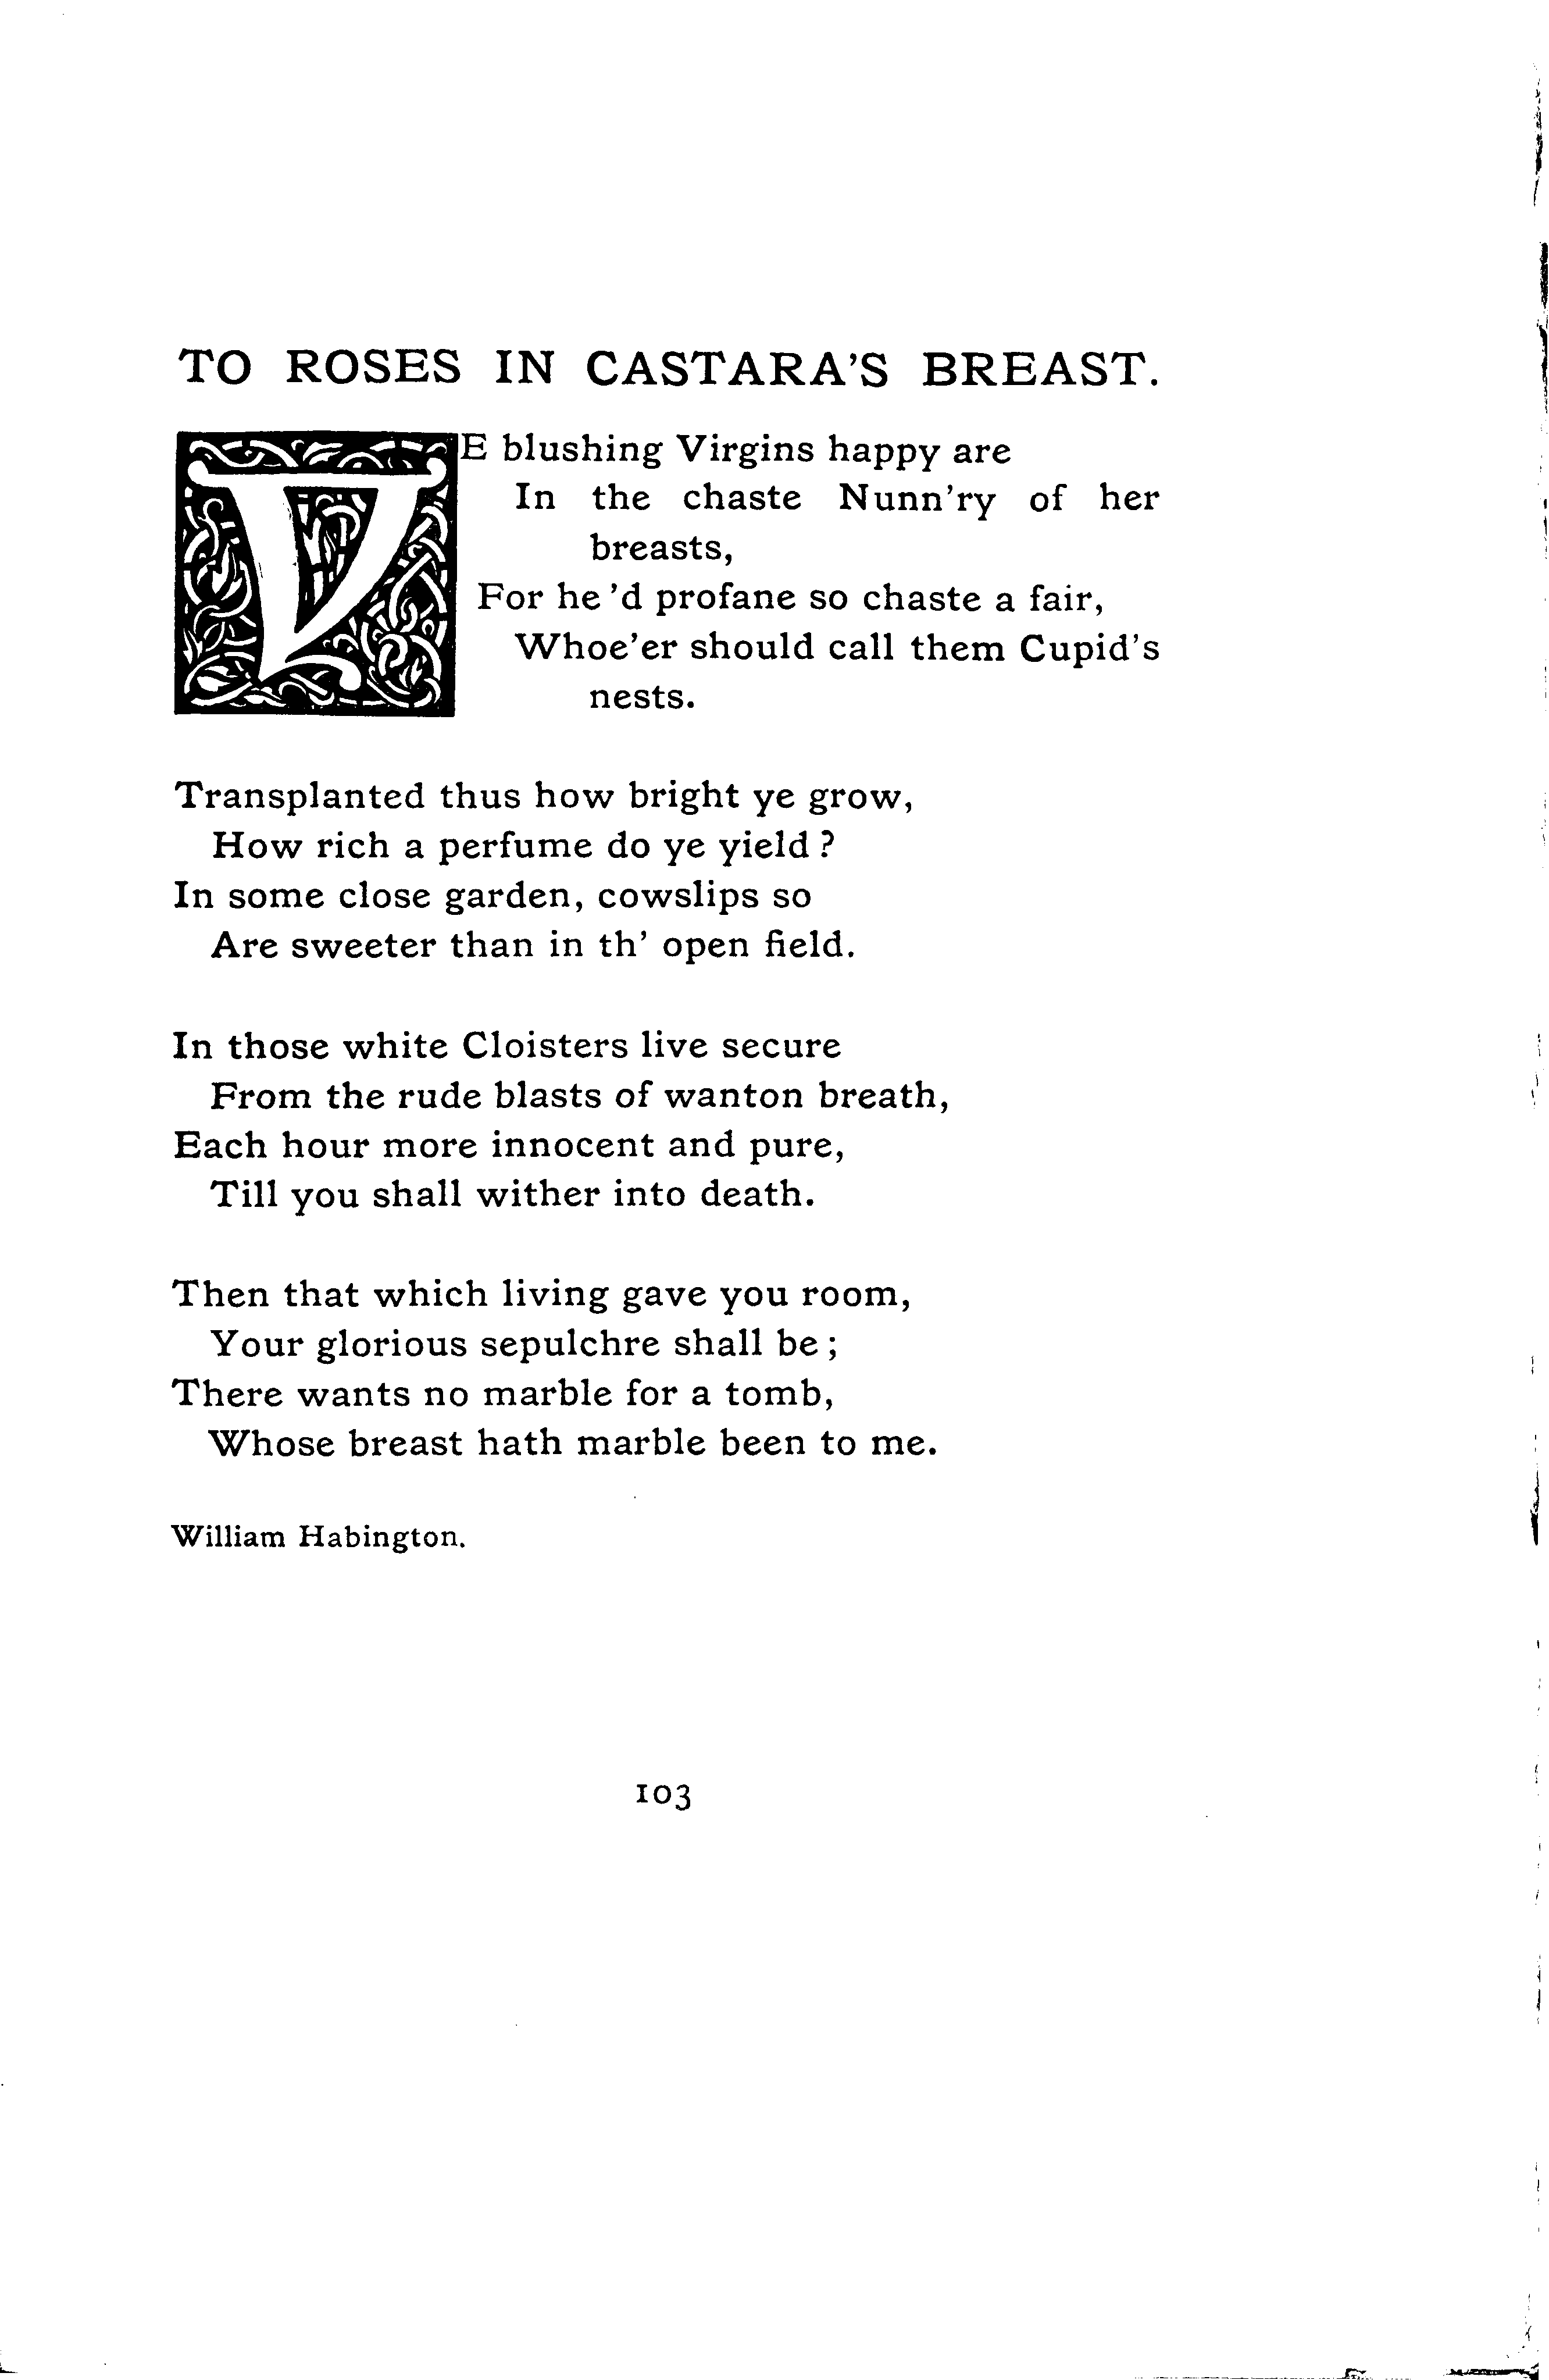 TO ROSES IN CASTARA'S BREAST.
YE blushing Virgins happy are
In the chaste Nunn'ry of her
breasts,
For he 'd profane so chaste a fair,
Whoe'er should call them Cupid's
nests.
Transplanted thus how bright ye grow,
How rich a perfume do ye yield ?
In some close garden, cowslips so
Are sweeter than in th' open field.
In those white Cloisters live secure
From the rude blasts of wanton breath,
Each hour more innocent and pure,
Till you shall wither into death.
Then that which living gave you room,
Your glorious sepulchre shall be ;
There wants no marble for a tomb,
Whose breast hath marble been to me.
William Habington.
103